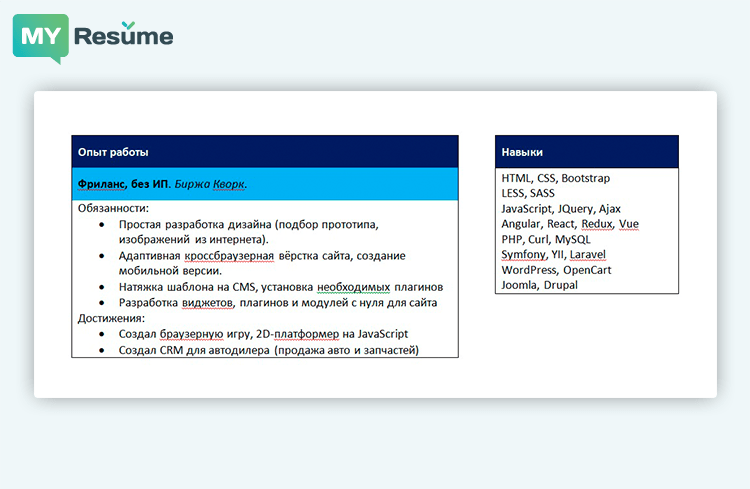 MY Resume
Опыт работы
Фриланс, без ИП. Биржа Кворк.
Обязанности:
• Простая разработка дизайна (подбор прототипа,
изображений из интернета).
• Адаптивная кроссбраузерная вёрстка сайта, создание
мобильной версии.
• Натяжка шаблона на CMS, установка необходимых плагинов
• Разработка виджетов, плагинов и модулей с нуля для сайта
Достижения:
• Создал браузерную игру, 2D-платформер на JavaScript
• Создал CRM для автодилера (продажа авто и запчастей)
Навыки
HTML, CSS, Bootstrap
LESS, SASS
JavaScript, JQuery, Ajax
Angular, React, Redux, Vue
PHP, Curl, MySQL
Symfony, YII, Laravel
WordPress, OpenCart
Joomla, Drupal